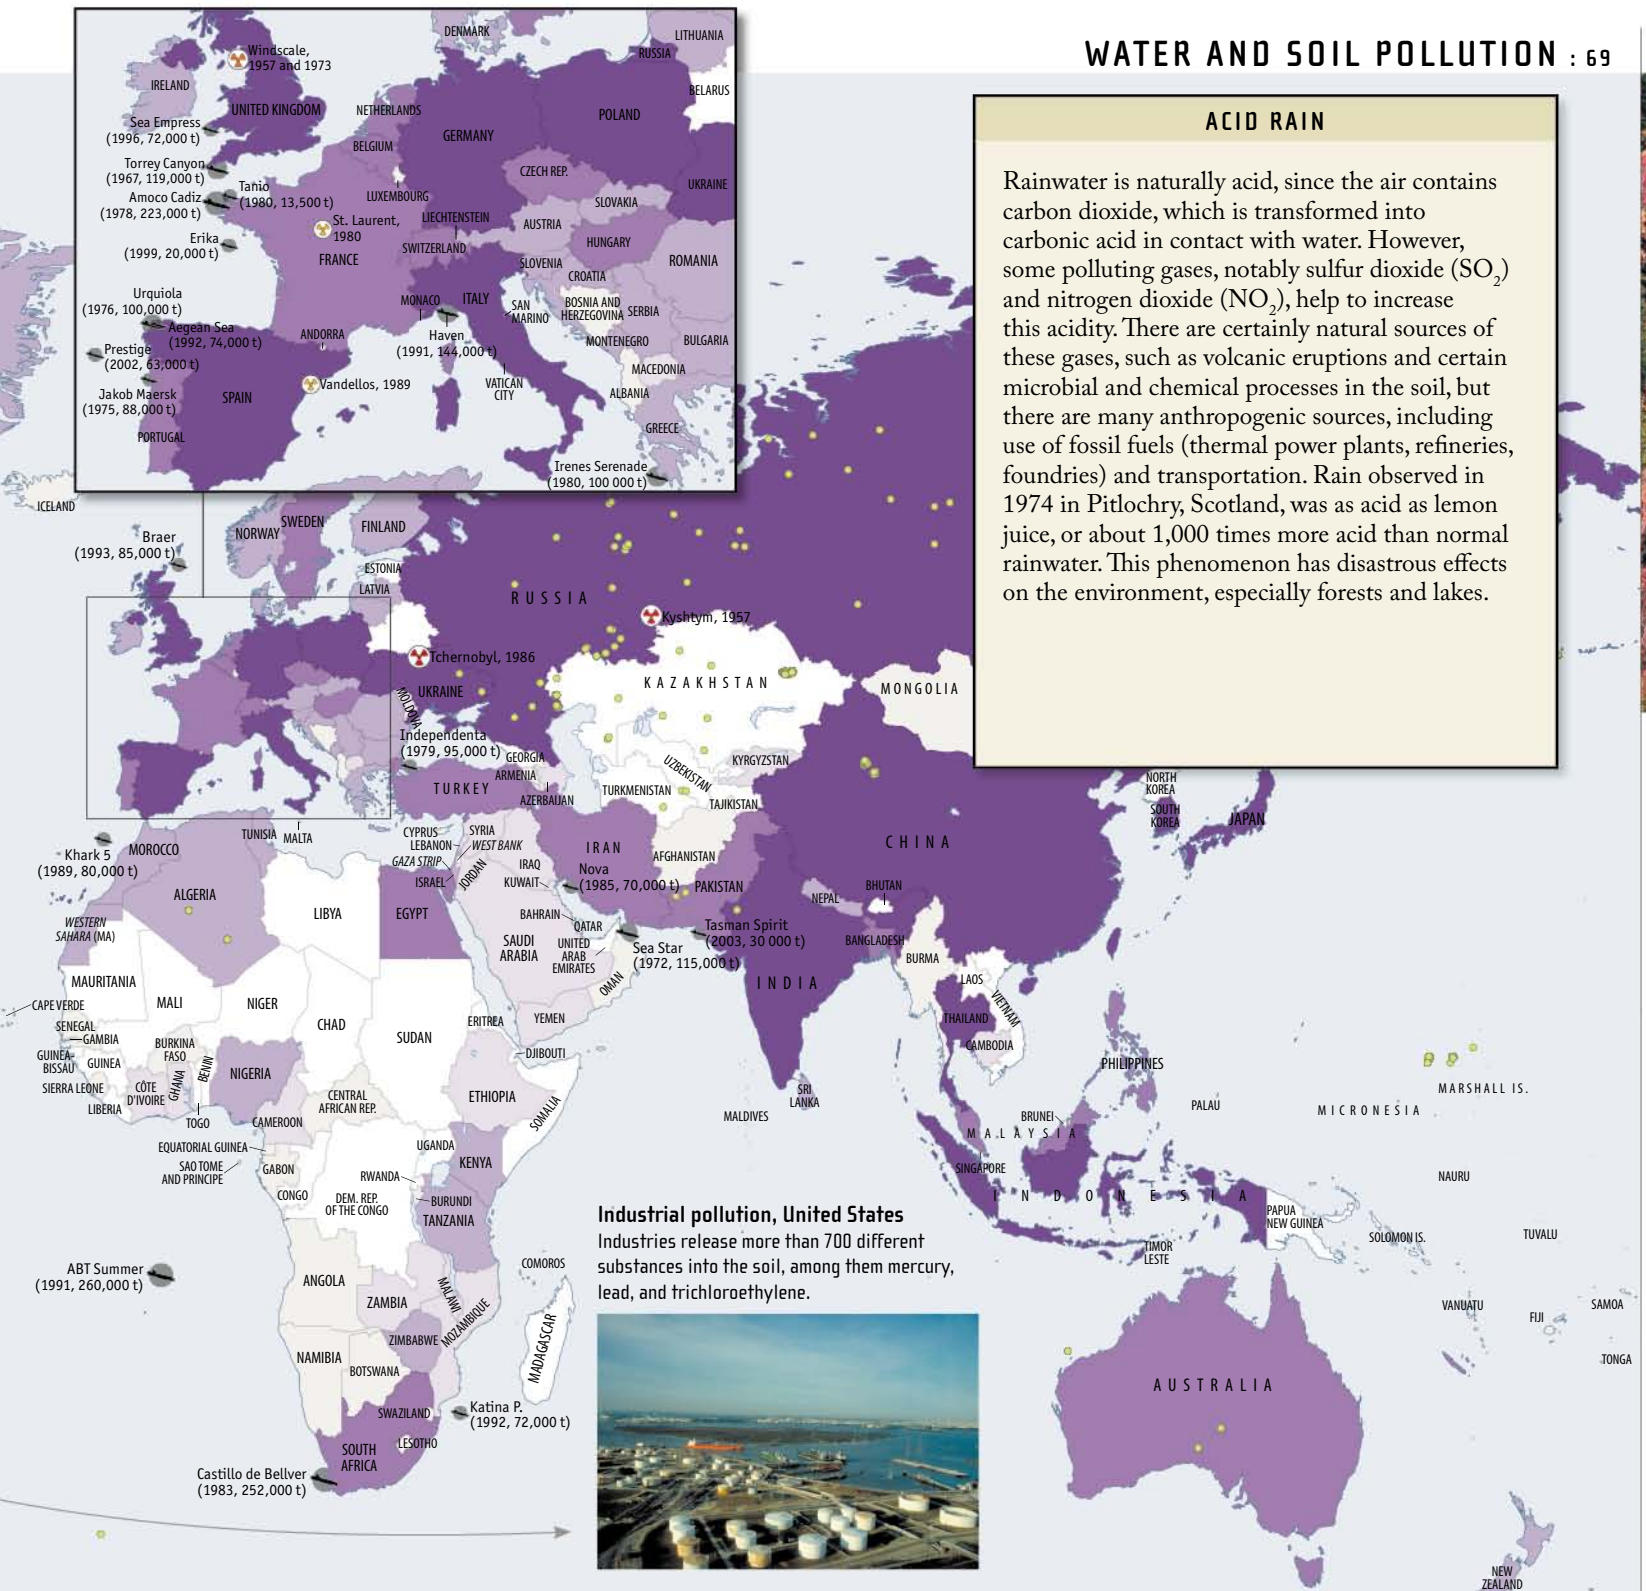 WATER AND SOIL POLLUTION : 69
DENMARK
LITHUANIA
RUSSIA
Windscale,
1957 and 1973
IRELAND
BELARUS
UNITED KINGDOM
NETHERLANDS
POLAND
Sea Empress
(1996, 72,000 t)
GERMANY
BELGIUM
Torrey Canyon
(1967, 119,000 t)
CZECH REP.
UKRAINE
Tanio
(1980, 13,500 t)
LUXEMBOURG
Amoco Cadiz
(1978, 223,000 t)
SLOVAKIA
St. Laurent,
1980
LIECHTENSTEIN
AUSTRIA
Erika
(1999, 20,000 t)
SWITZERLAND
HUNGARY
FRANCE
SLOVENIA
ROMANIA
CROATIA
Urquiola
(1976, 100,000 t)
MONACO
ITALY
SAN
MARINO
BOSNIA AND
HERZEGOVINA
SERBIA
Aegean Sea
(1992, 74,000 t)
ANDORRA
Haven
(1991, 144,000 t)
MONTENEGRO
BULGARIA
Prestige
(2002, 63,000 t)
MACEDONIA
Vandellos, 1989
VATICAN
CITY
ALBANIA
Jakob Maersk
(1975, 88,000 t)
SPAIN
GREECE
PORTUGAL
Irenes Serenade
(1980, 100 000 t)
ACID RAIN
Rainwater is naturally acid, since the air contains
carbon dioxide, which is transformed into
carbonic acid in contact with water. However,
some polluting gases, notably sulfur dioxide (SO2)
and nitrogen dioxide (NO2), help to increase
this acidity. There are certainly natural sources of
these gases, such as volcanic eruptions and certain
microbial and chemical processes in the soil, but
there are many anthropogenic sources, including
use of fossil fuels (thermal power plants, refineries,
foundries) and transportation. Rain observed in
1974 in Pitlochry, Scotland, was as acid as lemon
juice, or about 1,000 times more acid than normal
rainwater. This phenomenon has disastrous effects
on the environment, especially forests and lakes.
ICELAND
NORWAY
SWEDEN
FINLAND
Braer
(1993, 85,000 t)
ESTONIA
LATVIA
RUSSIA
Kyshtym, 1957
Tchernobyl, 1986
UKRAINE
MOLDOVA
KAZAKHSTAN
MONGOLIA
Independenta
(1979, 95,000 t)
GEORGIA
ARMENIA
AZERBAIJAN
TURKEY
UZBEKISTAN
KYRGYZSTAN
TURKMENISTAN
TAJIKISTAN
NORTH
KOREA
SOUTH
KOREA
JAPAN
CHINA
TUNISIA
MALTA
CYPRUS
LEBANON
SYRIA
WEST BANK
GAZA STRIP
ISRAEL
JORDAN
IRAQ
KUWAIT
IRAN
AFGHANISTAN
Khark 5
(1989, 80,000 t)
MOROCCO
Nova
(1985, 70,000 t)
PAKISTAN
NEPAL
BHUTAN
ALGERIA
LIBYA
EGYPT
BAHRAIN
QATAR
WESTERN
SAHARA (MA)
SAUDI
ARABIA
UNITED
ARAB
EMIRATES
OMAN
Sea Star
(1972, 115,000 t)
Tasman Spirit
(2003, 30 000 t)
BANGLADESH
BURMA
INDIA
LAOS
VIETNAM
MAURITANIA
MALI
NIGER
CHAD
SUDAN
ERITREA
YEMEN
THAILAND
CAMBODIA
CAPE VERDE
SENEGAL
GAMBIA
GUINEA-
BISSAU
GUINEA
BURKINA
FASO
BENIN
DJIBOUTI
PHILIPPINES
SIERRA LEONE
LIBERIA
CÔTE
D'IVOIRE
GHANA
TOGO
NIGERIA
CENTRAL
AFRICAN REP.
ETHIOPIA
SOMALIA
SRI
LANKA
MALDIVES
MARSHALL IS.
PALAU
MICRONESIA
CAMEROON
BRUNEI
MALAYSIA
EQUATORIAL GUINEA
SAO TOME
AND PRINCIPE
GABON
UGANDA
KENYA
RWANDA
SINGAPORE
NAURU
CONGO
DEM. REP.
OF THE CONGO
BURUNDI
TANZANIA
INDONESIA
PAPUA
NEW GUINEA
SOLOMON IS.
TUVALU
TIMOR
LESTE
Industrial pollution, United States
Industries release more than 700 different
substances into the soil, among them mercury,
lead, and trichloroethylene.
ABT Summer
(1991, 260,000 t)
ANGOLA
COMOROS
ZAMBIA
MALAWI
MOZAMBIQUE
MADAGASCAR
VANUATU
FIJI
SAMOA
TONGA
ZIMBABWE
NAMIBIA
BOTSWANA
AUSTRALIA
SWAZILAND
Katina P.
(1992, 72,000 t)
LESOTHO
SOUTH
AFRICA
Castillo de Bellver
(1983, 252,000 t)
NEW
ZEALAND